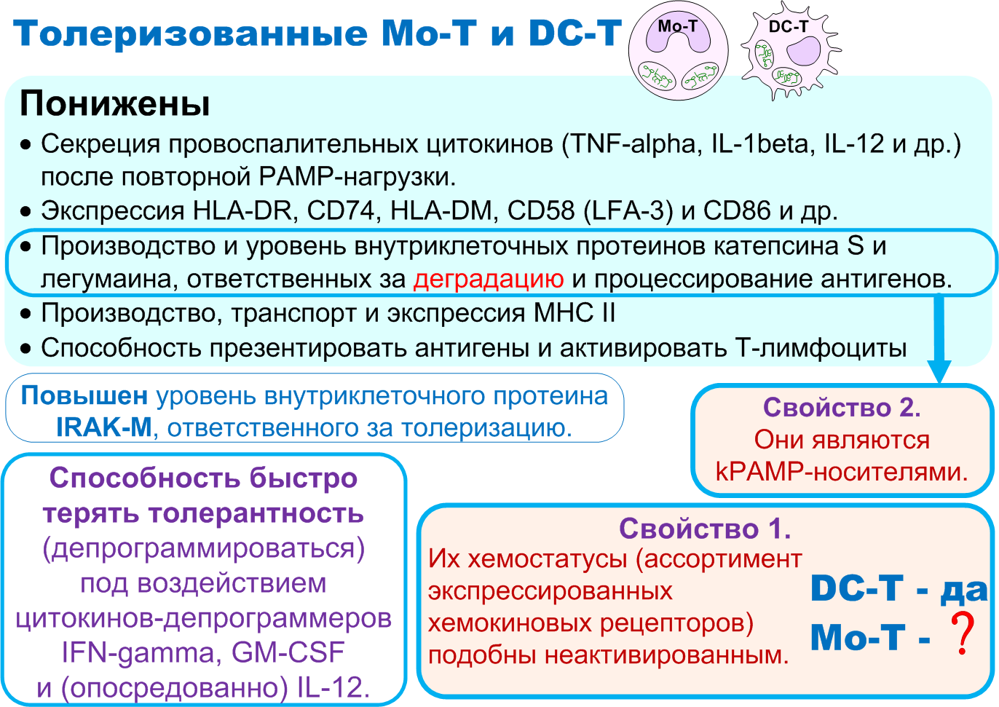 Толеризованные Мо-Т и DC-T
Мо-Т
DC-T
Понижены
• Секреция провоспалительных цитокинов (TNF-alpha, IL-1beta, IL-12 и др.)
после повторной PAMP-нагрузки.
• Экспрессия HLA-DR, CD74, HLA-DM, CD58 (LFA-3) и CD86 и др.
• Производство и уровень внутриклеточных протеинов катепсина S и
легумаина, ответственных за деградацию и процессирование антигенов.
• Производство, транспорт и экспрессия MHC II
• Способность презентировать антигены и активировать Т-лимфоциты
Повышен уровень внутриклеточного протеина
IRAK-M, ответственного за толеризацию.
Свойство 2.
Они являются
kPAMP-носителями.
Способность быстро
терять толерантность
(депрограммироваться)
под воздействием
цитокинов-депрограммеров
IFN-gamma, GM-CSF
и (опосредованно) IL-12.
Свойство 1.
Их хемостатусы (ассортимент
экспрессированных
хемокиновых рецепторов)
подобны неактивированным.
DC-T - да
Мо-Т - ?